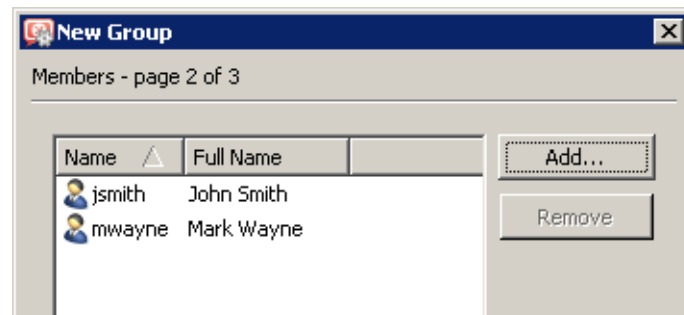 New Group
Members - page 2 of 3
Name Full Name
Add...
jsmith John Smith
Remove
mwayne Mark Wayne